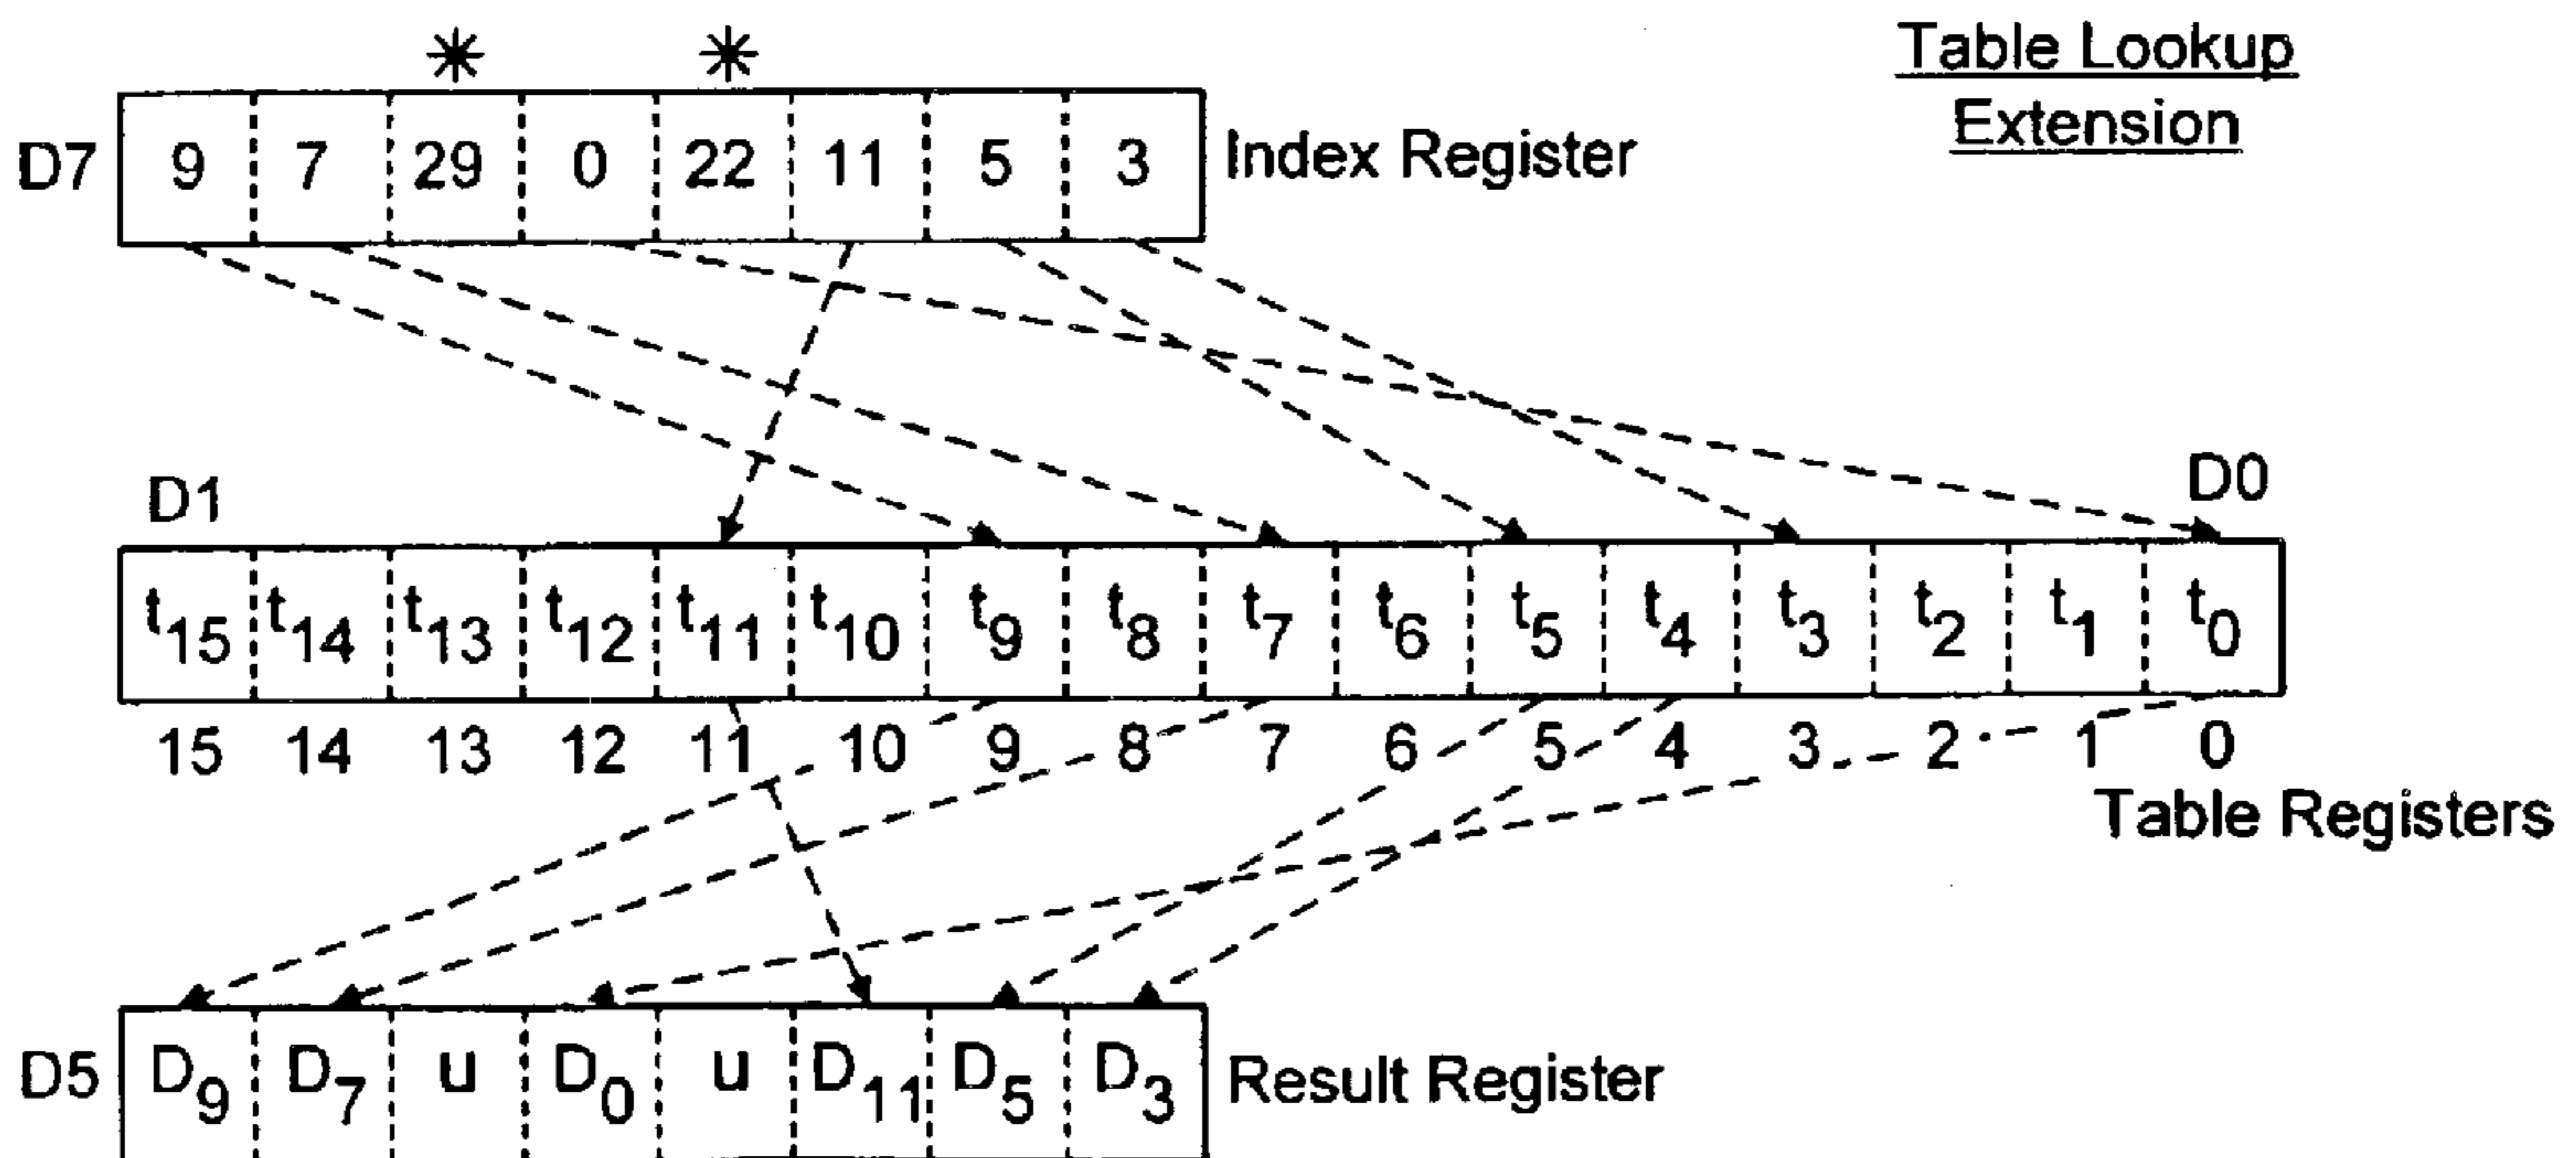 * *
Table Lookup
Extension
D7 9 7 29 0 22 11 5 3 Index Register
D1 D0
t15 t14 t13 t12 t11 t10 t9 t8 t7 t6 t5 t4 t3 t2 t1 t0
15 14 13 12 11 10 9 8 7 6 5 4 3 2 1 0
Table Registers
D5 D9 D7 u D0 u D11 D5 D3 Result Register